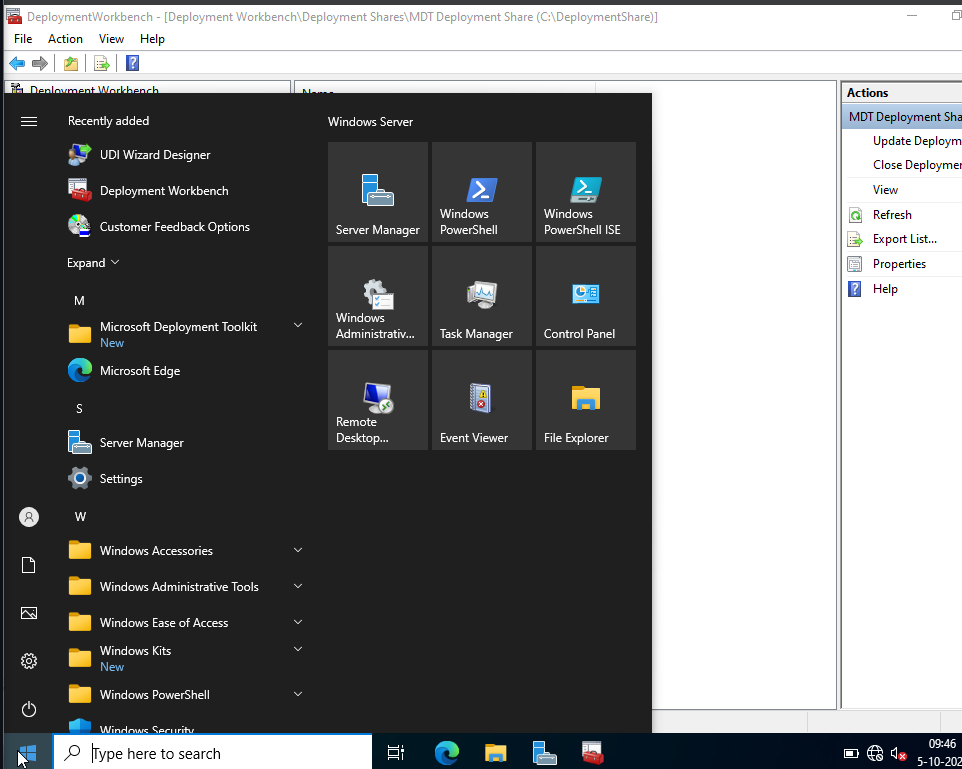 DeploymentWorkbench - [Deployment Workbench\Deployment Shares\MDT Deployment Share (C:\DeploymentShare)]
File Action View Help
Deployment Workbench
Name
Actions
MDT Deployment Sha
Update Deploym
Close Deploymen
View
Refresh
Export List...
Properties
Help
Recently added
UDI Wizard Designer
Deployment Workbench
Customer Feedback Options
Expand
M
Microsoft Deployment Toolkit
New
Microsoft Edge
S
Server Manager
Settings
W
Windows Accessories
Windows Administrative Tools
Windows Ease of Access
Windows Kits
New
Windows PowerShell
Windows Security
Windows Server
Server Manager
Windows
PowerShell
Windows
PowerShell ISE
Windows
Administrativ...
Task Manager
Control Panel
Remote
Desktop...
Event Viewer
File Explorer
Type here to search
09:46
5-10-202